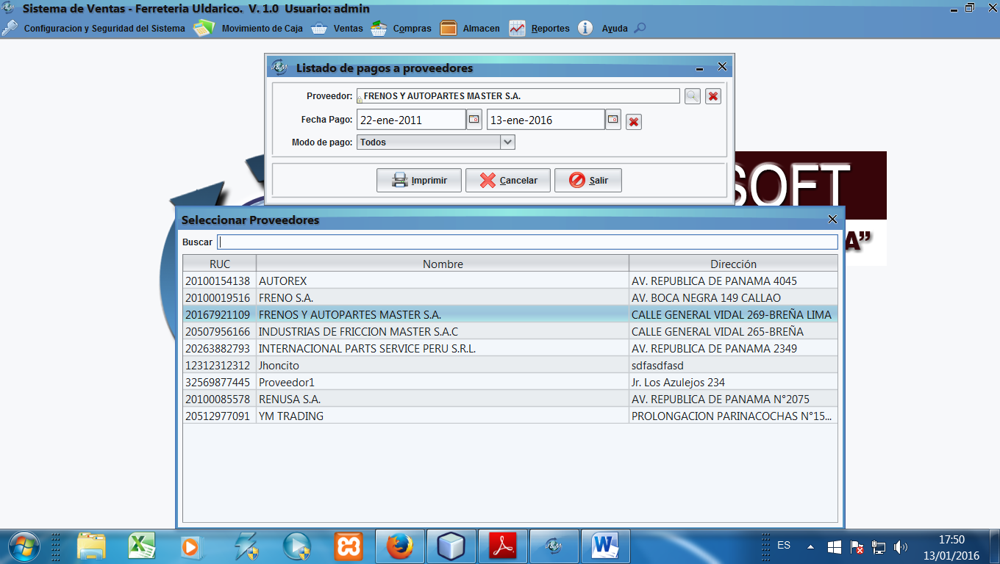 Sistema de Ventas - Ferreteria Uldarico.  V. 1.0  Usuario: admin
Configuracion y Seguridad del Sistema Movimiento de Caja Ventas Compras Almacen Reportes Ayuda
Listado de pagos a proveedores
Proveedor: FRENOS Y AUTOPARTES MASTER S.A.
Fecha Pago: 22-ene-2011 13-ene-2016
Modo de pago: Todos
Imprimir Cancelar Salir
SOFT
A”
Seleccionar Proveedores
Buscar
RUC Nombre Dirección
20100154138 AUTOREX AV. REPUBLICA DE PANAMA 4045
20100019516 FRENO S.A. AV. BOCA NEGRA 149 CALLAO
20167921109 FRENOS Y AUTOPARTES MASTER S.A. CALLE GENERAL VIDAL 269-BREÑA LIMA
20507956166 INDUSTRIAS DE FRICCION MASTER S.A.C CALLE GENERAL VIDAL 265-BREÑA
20263882793 INTERNACIONAL PARTS SERVICE PERU S.R.L. AV. REPUBLICA DE PANAMA 2349
12312312312 Jhoncito sdfasdfasd
32569877445 Proveedor1 Jr. Los Azulejos 234
20100085578 RENUSA S.A. AV. REPUBLICA DE PANAMA N°2075
20512977091 YM TRADING PROLONGACION PARINACOCHAS N°15...
ES
17:50
13/01/2016